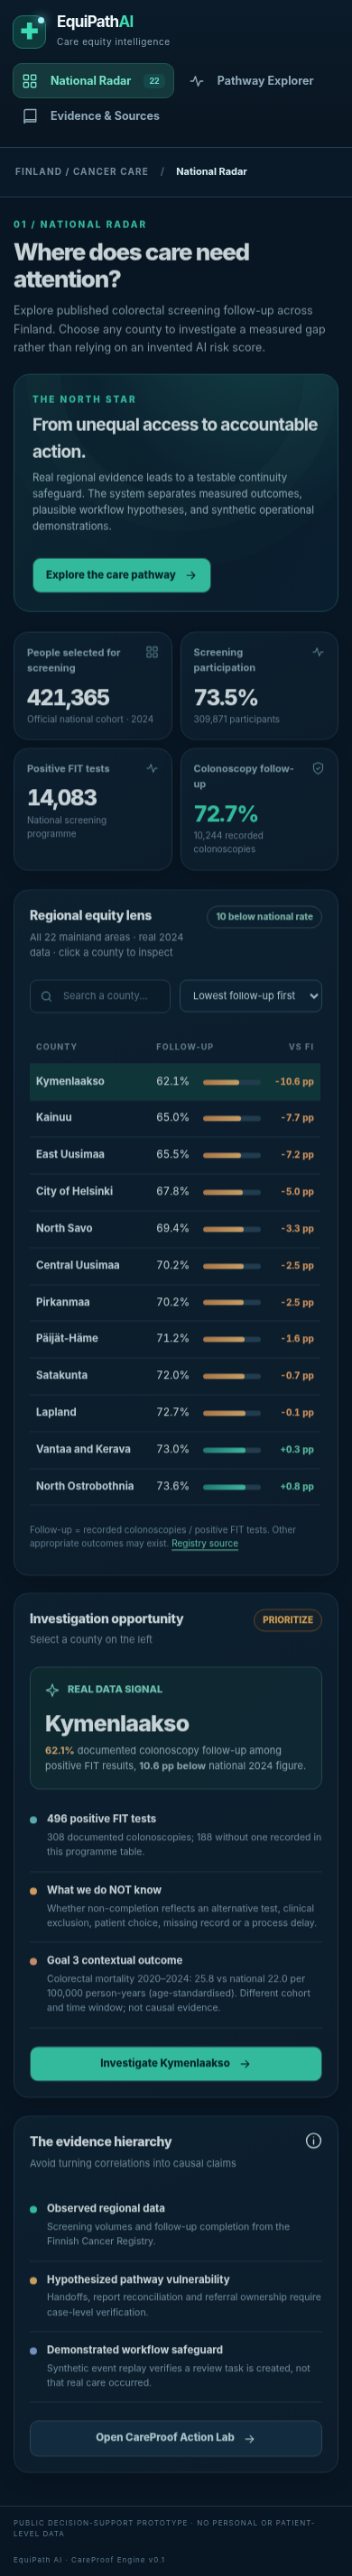 EquiPathAI
Care equity intelligence
National Radar 22
Pathway Explorer
Evidence & Sources
FINLAND / CANCER CARE / National Radar
01 / NATIONAL RADAR
Where does care need
attention?
Explore published colorectal screening follow-up across
Finland. Choose any county to investigate a measured gap
rather than relying on an invented AI risk score.
THE NORTH STAR
From unequal access to accountable
action.
Real regional evidence leads to a testable continuity
safeguard. The system separates measured outcomes,
plausible workflow hypotheses, and synthetic operational
demonstrations.
Explore the care pathway →
People selected for
screening
421,365
Official national cohort · 2024
Screening
participation
73.5%
309,871 participants
Positive FIT tests
14,083
National screening
programme
Colonoscopy follow-
up
72.7%
10,244 recorded
colonoscopies
Regional equity lens
10 below national rate
All 22 mainland areas · real 2024
data · click a county to inspect
Search a county...
Lowest follow-up first
COUNTY FOLLOW-UP VS FI
Kymenlaakso 62.1% -10.6 pp
Kainuu 65.0% -7.7 pp
East Uusimaa 65.5% -7.2 pp
City of Helsinki 67.8% -5.0 pp
North Savo 69.4% -3.3 pp
Central Uusimaa 70.2% -2.5 pp
Pirkanmaa 70.2% -2.5 pp
Päijät-Häme 71.2% -1.6 pp
Satakunta 72.0% -0.7 pp
Lapland 72.7% -0.1 pp
Vantaa and Kerava 73.0% +0.3 pp
North Ostrobothnia 73.6% +0.8 pp
Follow-up = recorded colonoscopies / positive FIT tests. Other
appropriate outcomes may exist. Registry source
Investigation opportunity
PRIORITIZE
Select a county on the left
REAL DATA SIGNAL
Kymenlaakso
62.1% documented colonoscopy follow-up among
positive FIT results, 10.6 pp below national 2024 figure.
496 positive FIT tests
308 documented colonoscopies; 188 without one recorded in
this programme table.
What we do NOT know
Whether non-completion reflects an alternative test, clinical
exclusion, patient choice, missing record or a process delay.
Goal 3 contextual outcome
Colorectal mortality 2020–2024: 25.8 vs national 22.0 per
100,000 person-years (age-standardised). Different cohort
and time window; not causal evidence.
Investigate Kymenlaakso →
The evidence hierarchy
Avoid turning correlations into causal claims
Observed regional data
Screening volumes and follow-up completion from the
Finnish Cancer Registry.
Hypothesized pathway vulnerability
Handoffs, report reconciliation and referral ownership require
case-level verification.
Demonstrated workflow safeguard
Synthetic event replay verifies a review task is created, not
that real care occurred.
Open CareProof Action Lab →
PUBLIC DECISION-SUPPORT PROTOTYPE · NO PERSONAL OR PATIENT-
LEVEL DATA
EquiPath AI · CareProof Engine v0.1